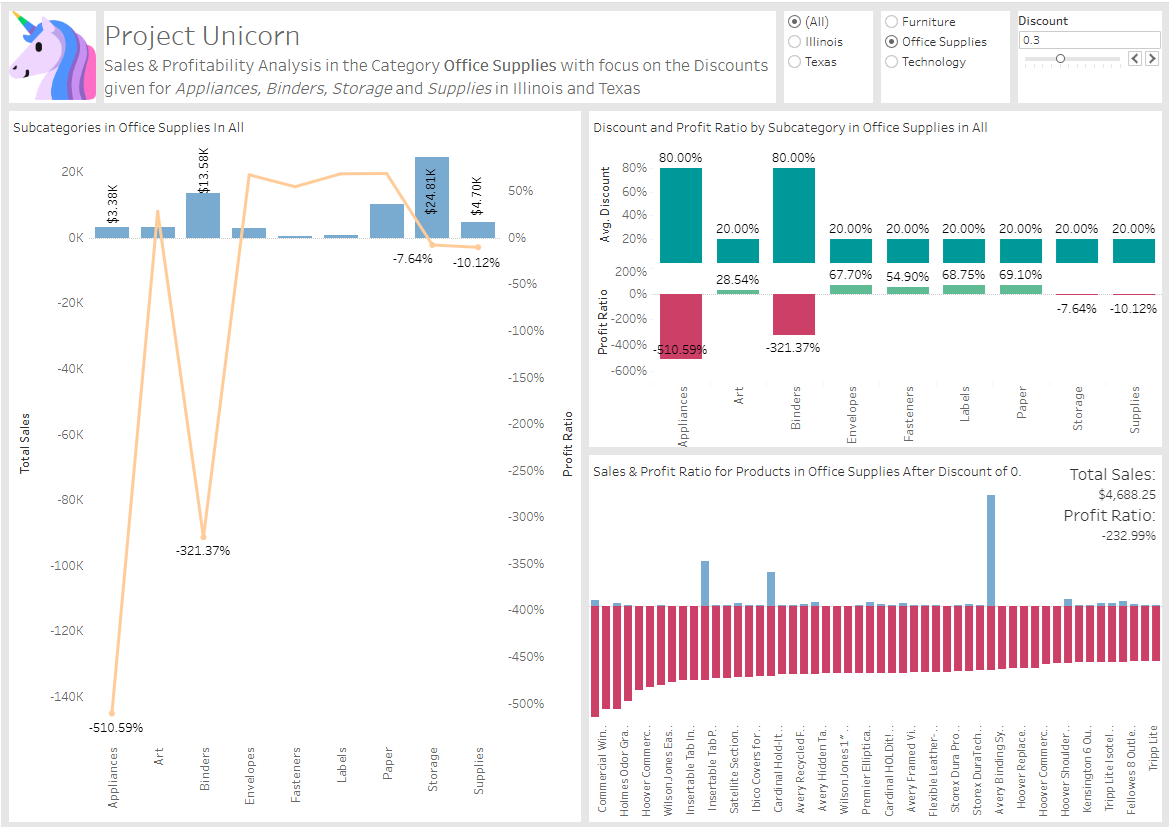 Project Unicorn
Sales & Profitability Analysis in the Category Office Supplies with focus on the Discounts
given for Appliances, Binders, Storage and Supplies in Illinois and Texas
(All)
Illinois
Texas
Furniture
Office Supplies
Technology
Discount
0.3
Subcategories in Office Supplies In All
20K
0K
-20K
-40K
-60K
-80K
-100K
-120K
-140K
Total Sales
$3.38K
$13.58K
$24.81K
$4.70K
-7.64%
-10.12%
-321.37%
-510.59%
50%
0%
-50%
-100%
-150%
-200%
-250%
-300%
-350%
-400%
-450%
-500%
Profit Ratio
Appliances
Art
Binders
Envelopes
Fasteners
Labels
Paper
Storage
Supplies
Discount and Profit Ratio by Subcategory in Office Supplies in All
Avg. Discount
80%
60%
40%
20%
80.00%
20.00%
80.00%
20.00%
20.00%
20.00%
20.00%
20.00%
20.00%
Profit Ratio
200%
0%
-200%
-400%
-600%
-510.59%
28.54%
-321.37%
67.70%
54.90%
68.75%
69.10%
-7.64%
-10.12%
Appliances
Art
Binders
Envelopes
Fasteners
Labels
Paper
Storage
Supplies
Sales & Profit Ratio for Products in Office Supplies After Discount of 0.
Total Sales:
$4,688.25
Profit Ratio:
-232.99%
Commercial Win..
Holmes Odor Gra..
Hoover Commerc..
Wilson Jones Eas..
Insertable Tab In..
Insertable Tab P..
Satellite Section..
Ibico Covers for ..
Cardinal Hold-It..
Avery Recycled F..
Avery Hidden Ta..
Wilson Jones 1” ..
Premier Elliptica..
Cardinal HOLDit!..
Avery Framed Vi..
Flexible Leather-..
Storex Dura Pro..
Storex DuraTech..
Avery Binding Sy..
Hoover Replace..
Hoover Commerc..
Hoover Shoulder ..
Kensington 6 Ou..
Tripp Lite Isotel..
Fellowes 8 Outle..
Tripp Lite